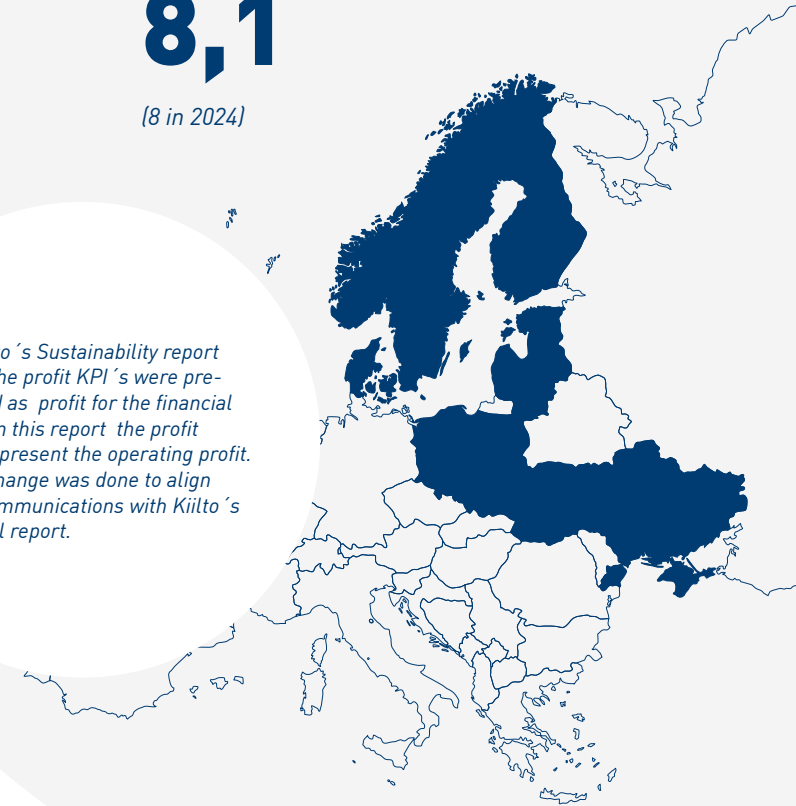 8,1
(8 in 2024)
o´s Sustainability report
he profit KPI´s were pre-
d as profit for the financial
n this report the profit
present the operating profit.
hange was done to align
mmunications with Kiilto´s
l report.